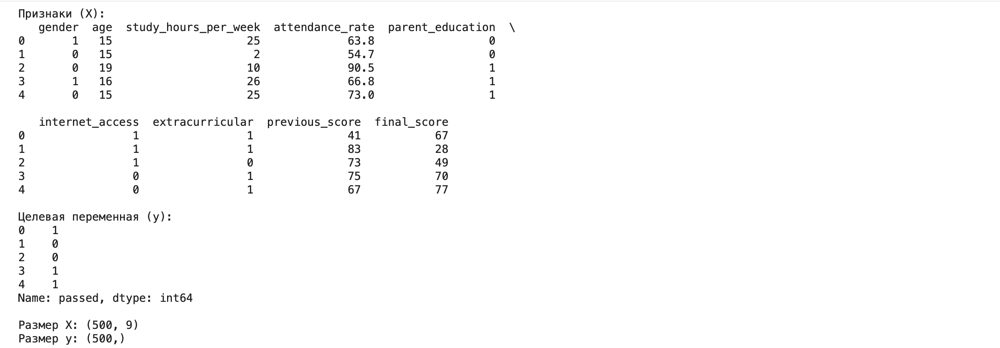 Признаки (X):
   gender  age  study_hours_per_week  attendance_rate  parent_education  \
0       1   15                    25             63.8                 0
1       0   15                     2             54.7                 0
2       0   19                    10             90.5                 1
3       1   16                    26             66.8                 1
4       0   15                    25             73.0                 1

   internet_access  extracurricular  previous_score  final_score
0                1                1              41           67
1                1                1              83           28
2                1                0              73           49
3                0                1              75           70
4                0                1              67           77

Целевая переменная (y):
0    1
1    0
2    0
3    1
4    1
Name: passed, dtype: int64

Размер X: (500, 9)
Размер y: (500,)